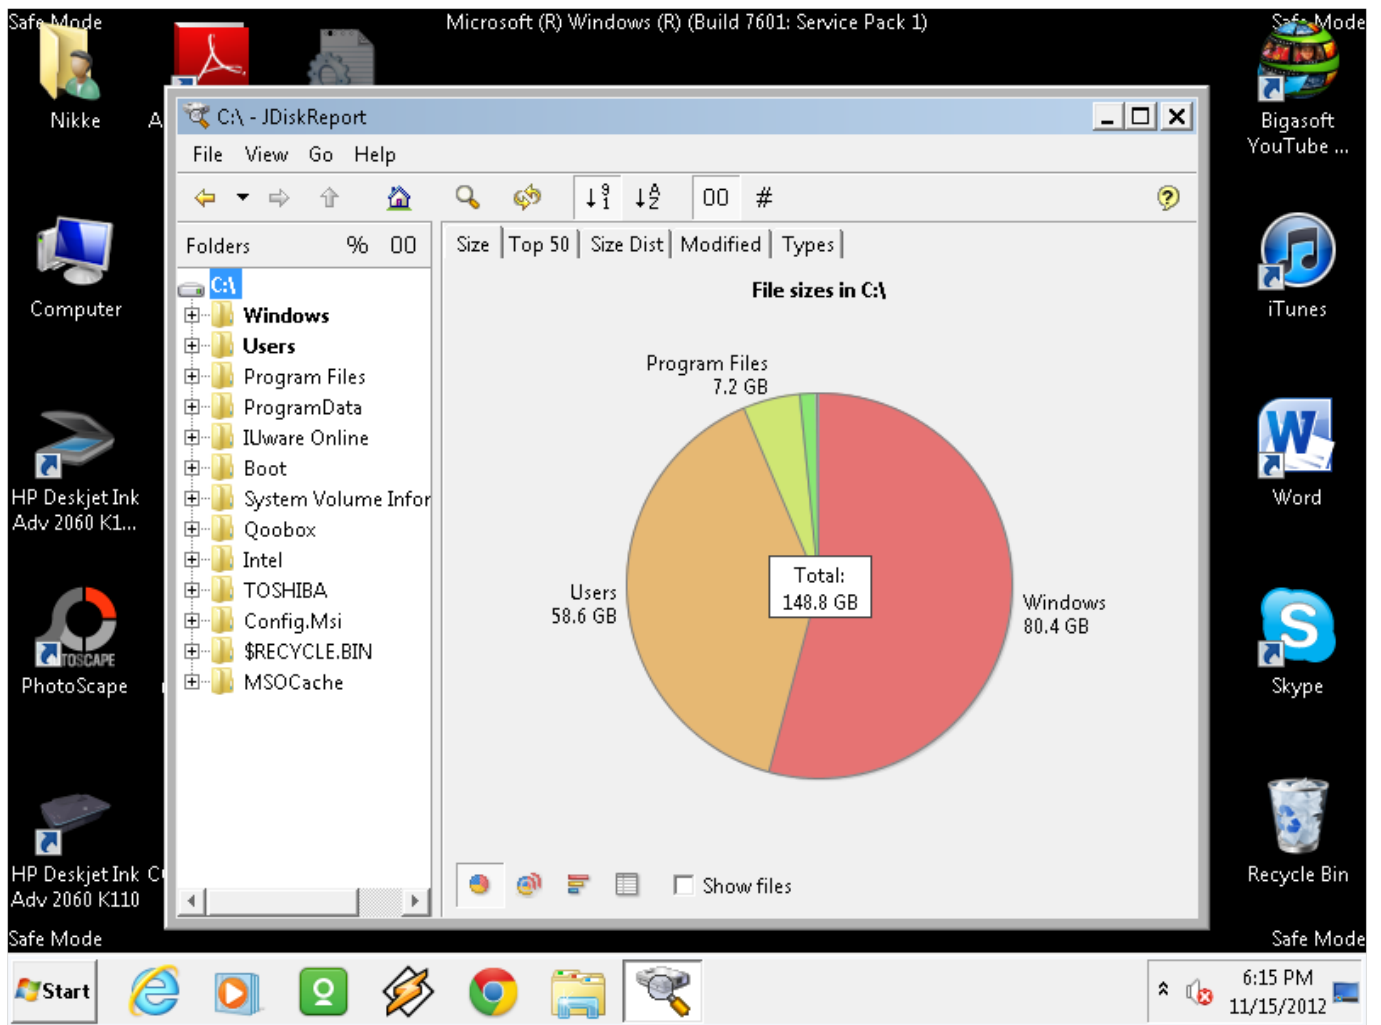 Safe Mode
Microsoft (R) Windows (R) (Build 7601: Service Pack 1)
Safe Mode
Nikke
A
Bigasoft
YouTube ...
C:\ - JDiskReport
File View Go Help
9
1
A
Z
00 #
?
Folders % 00
Size Top 50 Size Dist Modified Types
C:\
Windows
Users
Program Files
ProgramData
IUware Online
Boot
System Volume Infor
Qoobox
Intel
TOSHIBA
Config.Msi
$RECYCLE.BIN
MSOCache
File sizes in C:\
Program Files
7.2 GB
Users
58.6 GB
Total:
148.8 GB
Windows
80.4 GB
Show files
Computer
iTunes
HP Deskjet Ink
Adv 2060 K1...
W
Word
TOSCAPE
PhotoScape
S
Skype
HP Deskjet Ink
Adv 2060 K110
Recycle Bin
Safe Mode
Safe Mode
Start
6:15 PM
11/15/2012